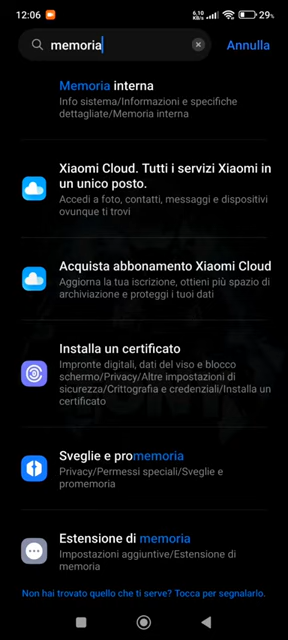 12:06
6,10 KB/s
29%
memoria
Annulla
Memoria interna
Info sistema/Informazioni e specifiche
dettagliate/Memoria interna
Xiaomi Cloud. Tutti i servizi Xiaomi in
un unico posto.
Accedi a foto, contatti, messaggi e dispositivi
ovunque ti trovi
Acquista abbonamento Xiaomi Cloud
Aggiorna la tua iscrizione, ottieni più spazio di
archiviazione e proteggi i tuoi dati
Installa un certificato
Impronte digitali, dati del viso e blocco
schermo/Privacy/Altre impostazioni di
sicurezza/Crittografia e credenziali/Installa un
certificato
Sveglie e promemoria
Privacy/Permessi speciali/Sveglie e
promemoria
Estensione di memoria
Impostazioni aggiuntive/Estensione di
memoria
Non hai trovato quello che ti serve? Tocca per segnalarlo.